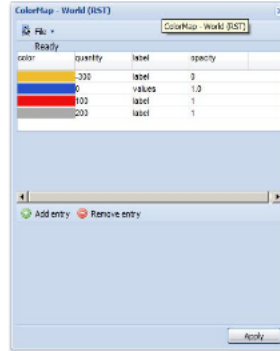 ColorMap - World (RST)
File
ColorMap - World (RST)
Ready
color quantity label opacity
-300 label 0
0 values 1.0
100 label 1
200 label 1
Add entry Remove entry
Apply